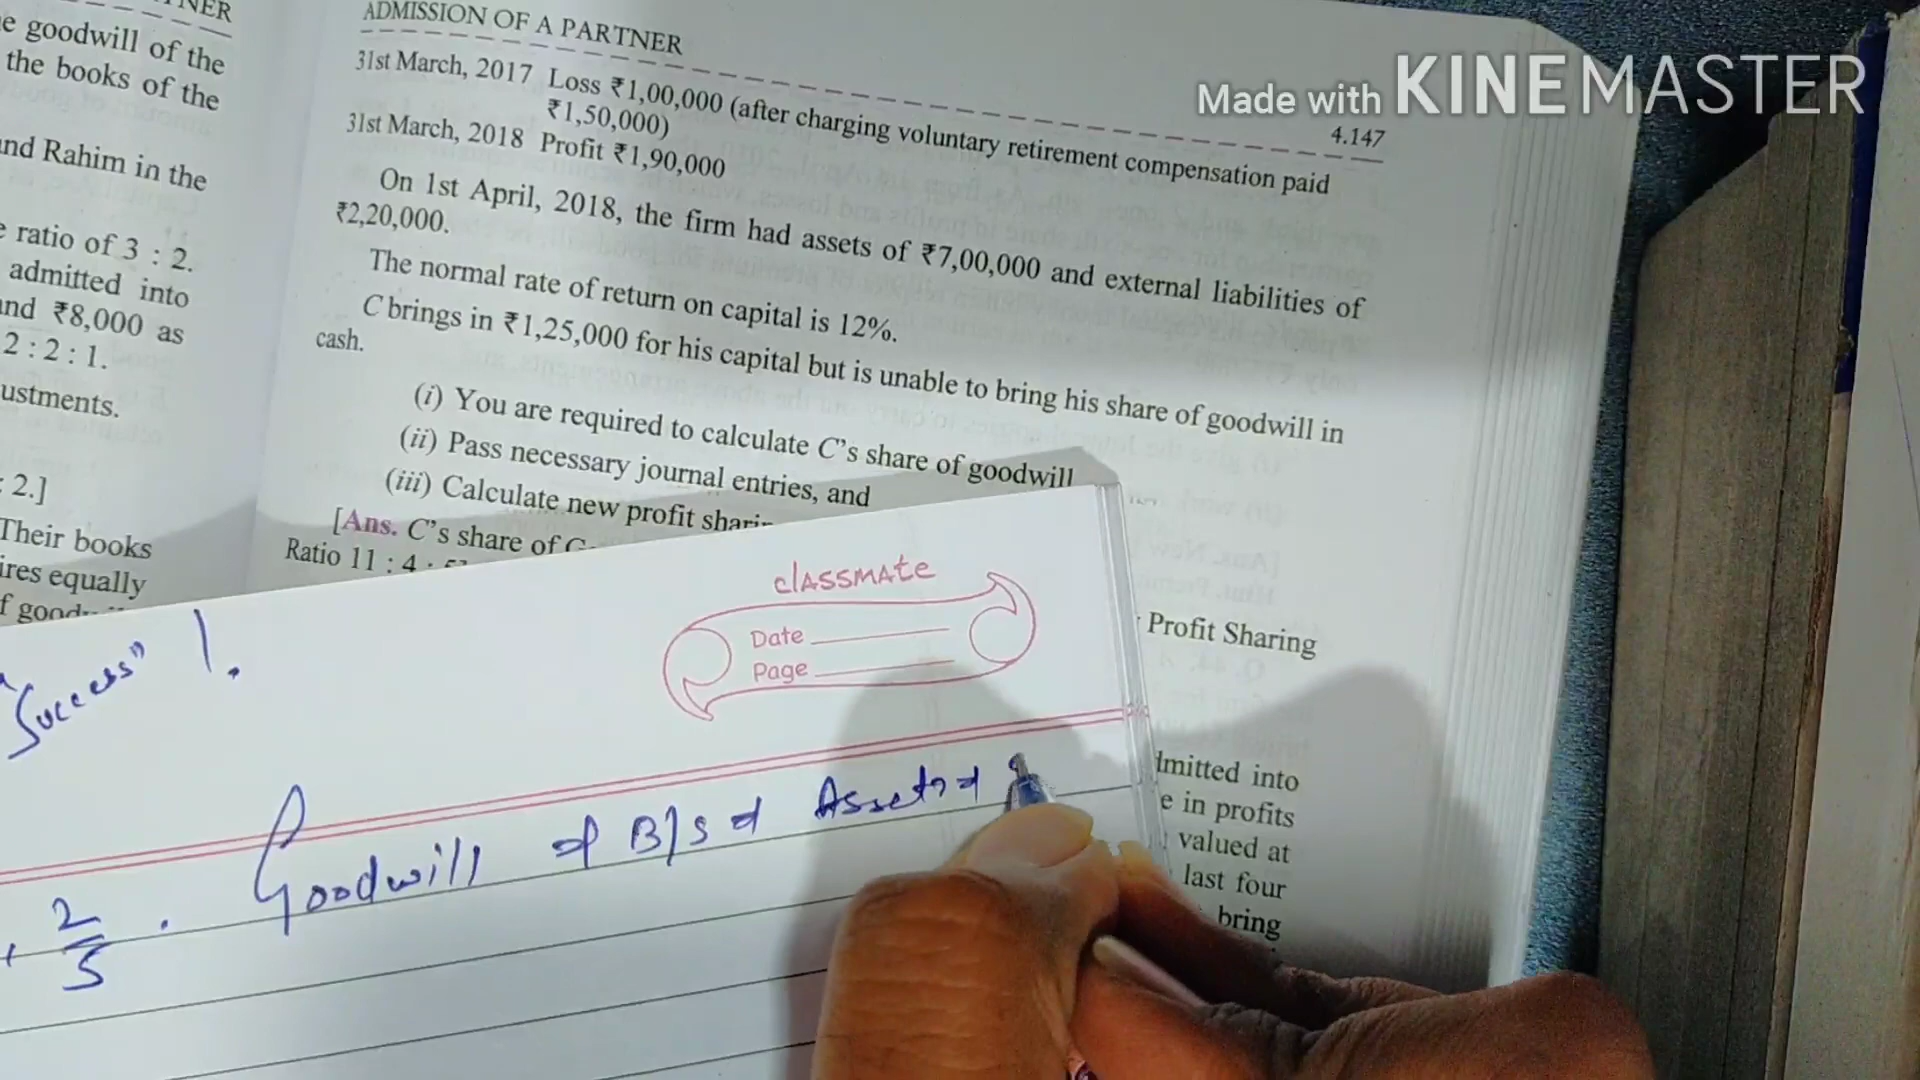 Made with KINEMASTER
NER
e goodwill of the
the books of the
and Rahim in the
e ratio of 3 : 2.
admitted into
and ₹8,000 as
2 : 2 : 1.
ustments.
: 2.]
Their books
ires equally
f good
ADMISSION OF A PARTNER
4.147
31st March, 2017 Loss ₹1,00,000 (after charging voluntary retirement compensation paid
₹1,50,000)
31st March, 2018 Profit ₹1,90,000
On 1st April, 2018, the firm had assets of ₹7,00,000 and external liabilities of
₹2,20,000.
The normal rate of return on capital is 12%.
C brings in ₹1,25,000 for his capital but is unable to bring his share of goodwill in
cash.
(i) You are required to calculate C's share of goodwill
(ii) Pass necessary journal entries, and
(iii) Calculate new profit sharin
[Ans. C's share of G
Ratio 11 : 4 : 5]
Profit Sharing
dmitted into
e in profits
valued at
last four
bring
classmate
Date
Page
"Success" !.
+ 2/5 . Goodwill of B/s